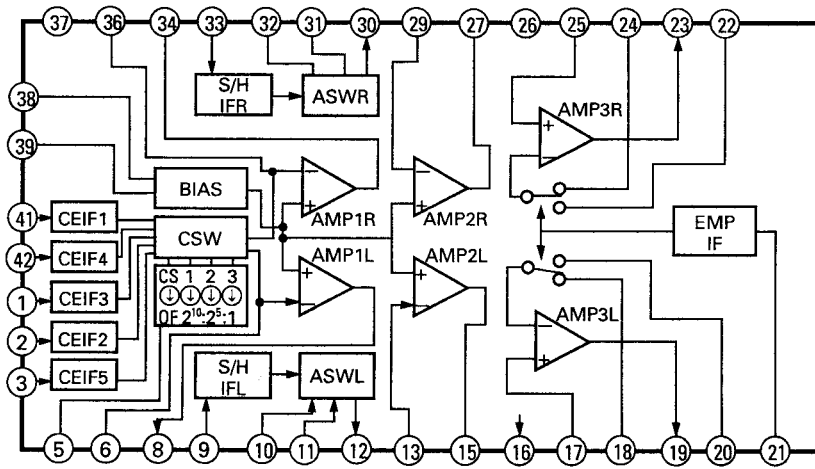 37 36 34 33 32 31 30 29 27 26 25 24 23 22
38
39
41
42
1
2
3
S/H
IFR
ASWR
AMP3R
+
−
BIAS
−
+
AMP1R
−
+
AMP2R
CEIF1
CEIF4
CEIF3
CEIF2
CEIF5
CSW
CS 1 2 3
OF 2¹⁰:2⁵:1
AMP1L
+
−
AMP2L
+
−
EMP
IF
AMP3L
−
+
S/H
IFL
ASWL
5 6 8 9 10 11 12 13 15 16 17 18 19 20 21